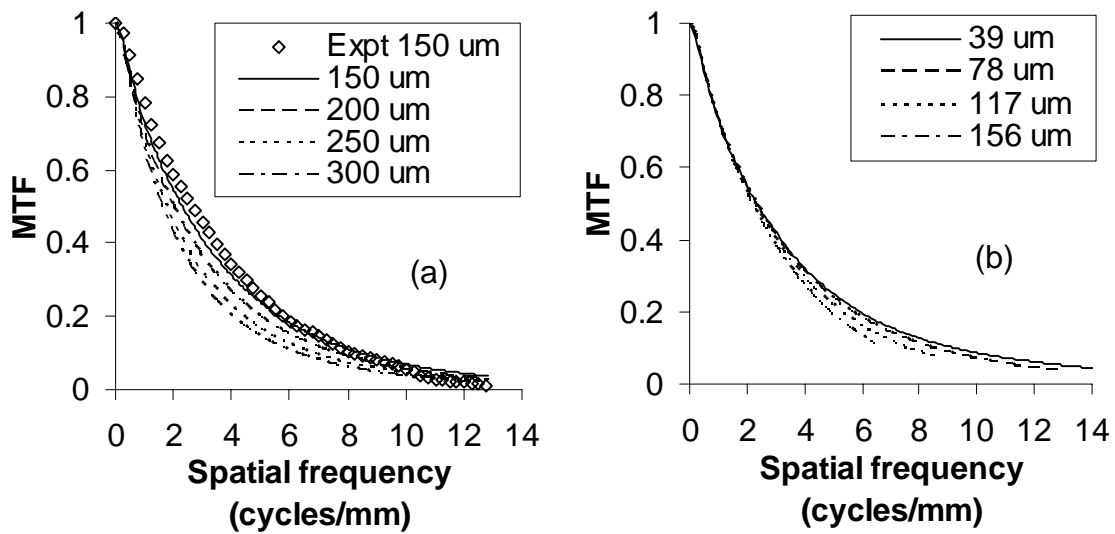 1
0.8
0.6
0.4
0.2
0
MTF
Expt 150 um
150 um
200 um
250 um
300 um
(a)
0 2 4 6 8 10 12 14
Spatial frequency
(cycles/mm)
1
0.8
0.6
0.4
0.2
0
MTF
39 um
78 um
117 um
156 um
(b)
0 2 4 6 8 10 12 14
Spatial frequency
(cycles/mm)